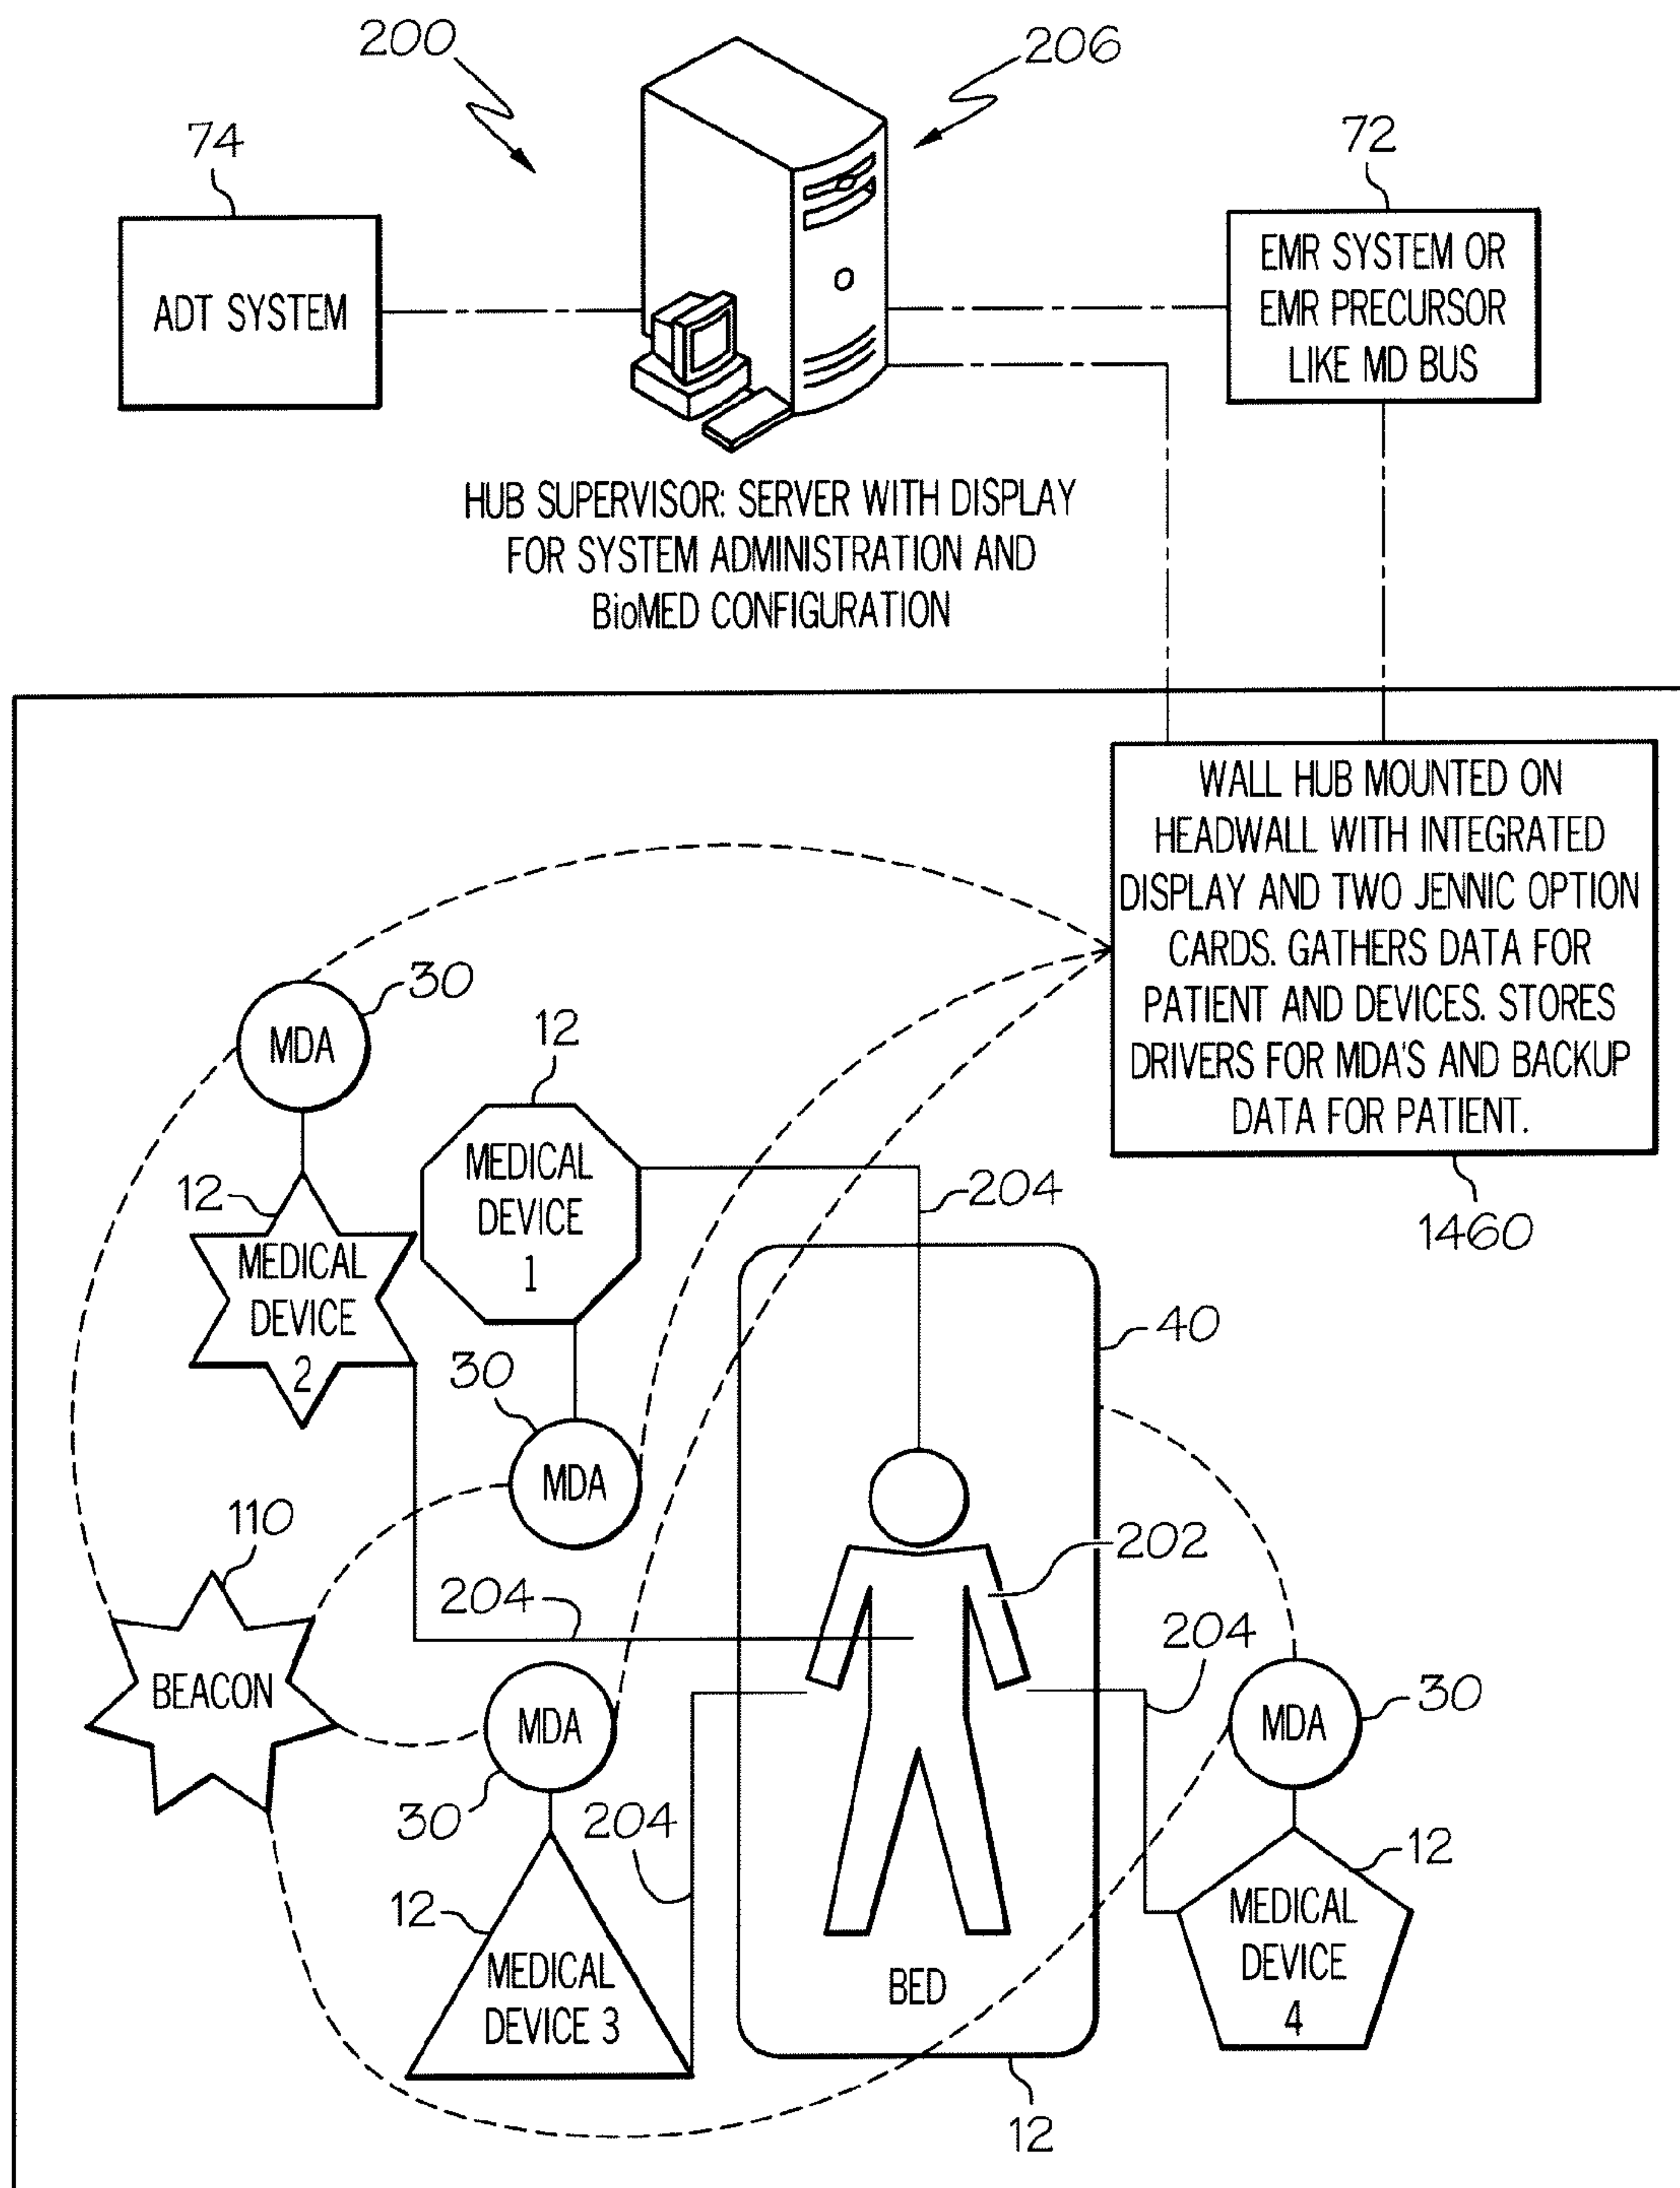 200
206
74
72
ADT SYSTEM
EMR SYSTEM OR
EMR PRECURSOR
LIKE MD BUS
HUB SUPERVISOR: SERVER WITH DISPLAY
FOR SYSTEM ADMINISTRATION AND
BioMED CONFIGURATION
WALL HUB MOUNTED ON
HEADWALL WITH INTEGRATED
DISPLAY AND TWO JENNIC OPTION
CARDS. GATHERS DATA FOR
PATIENT AND DEVICES. STORES
DRIVERS FOR MDA'S AND BACKUP
DATA FOR PATIENT.
1460
30
MDA
12
MEDICAL
DEVICE
1
204
12
MEDICAL
DEVICE
2
40
30
MDA
110
BEACON
202
204
204
MDA
30
MDA
30
204
12
MEDICAL
DEVICE 3
12
MEDICAL
DEVICE
4
BED
12